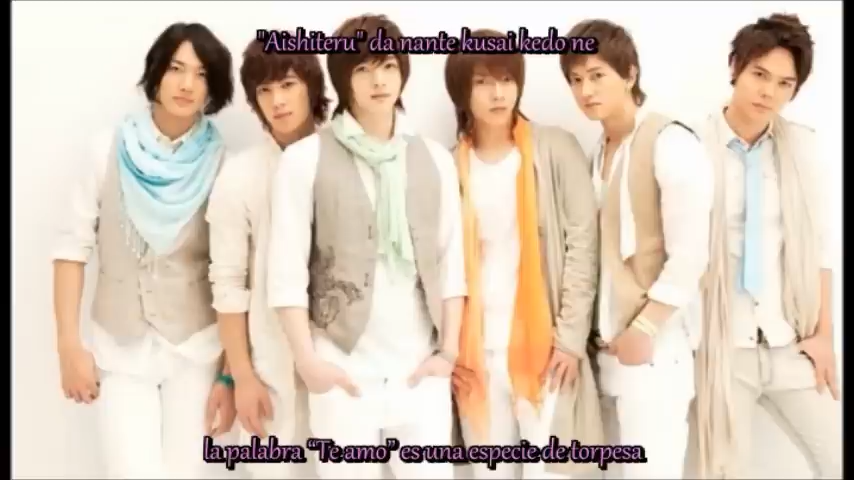 "Aishiteru" da nante kusai kedo ne
la palabra “Te amo” es una especie de torpesa